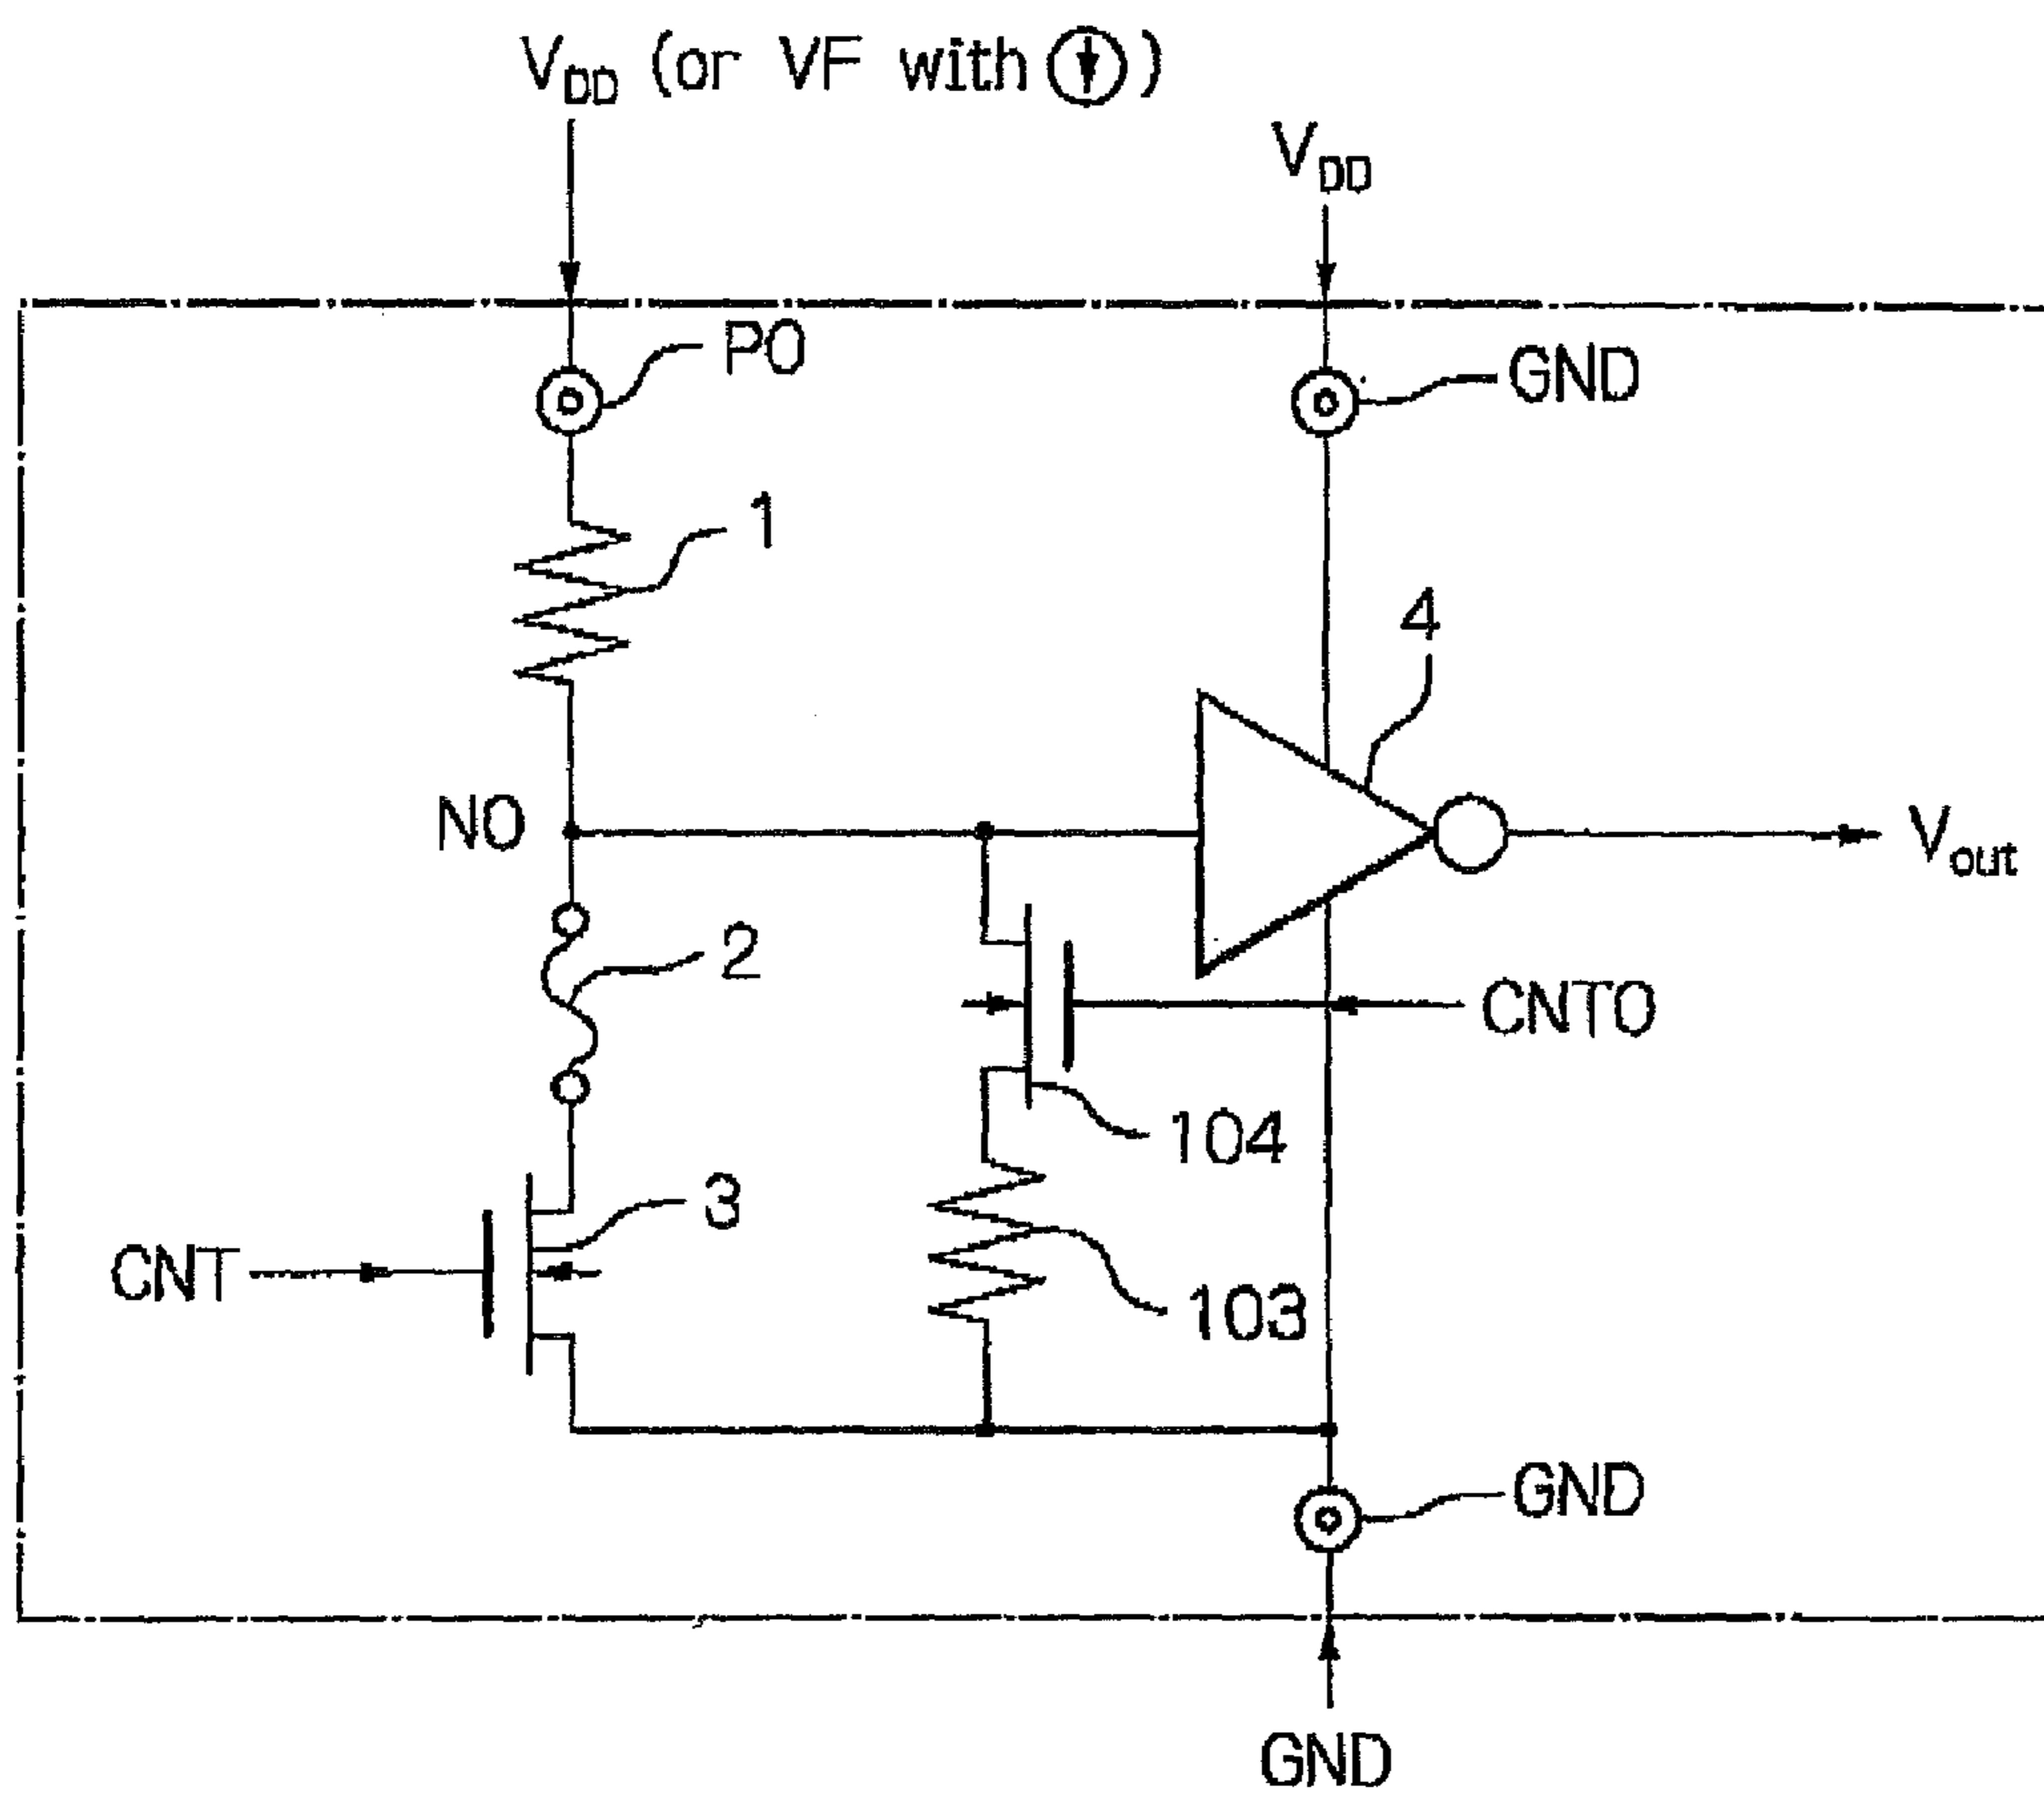 VDD (or VF with )
VDD
PO
GND
1
4
NO
Vout
2
CNTO
104
3
CNT
103
GND
GND